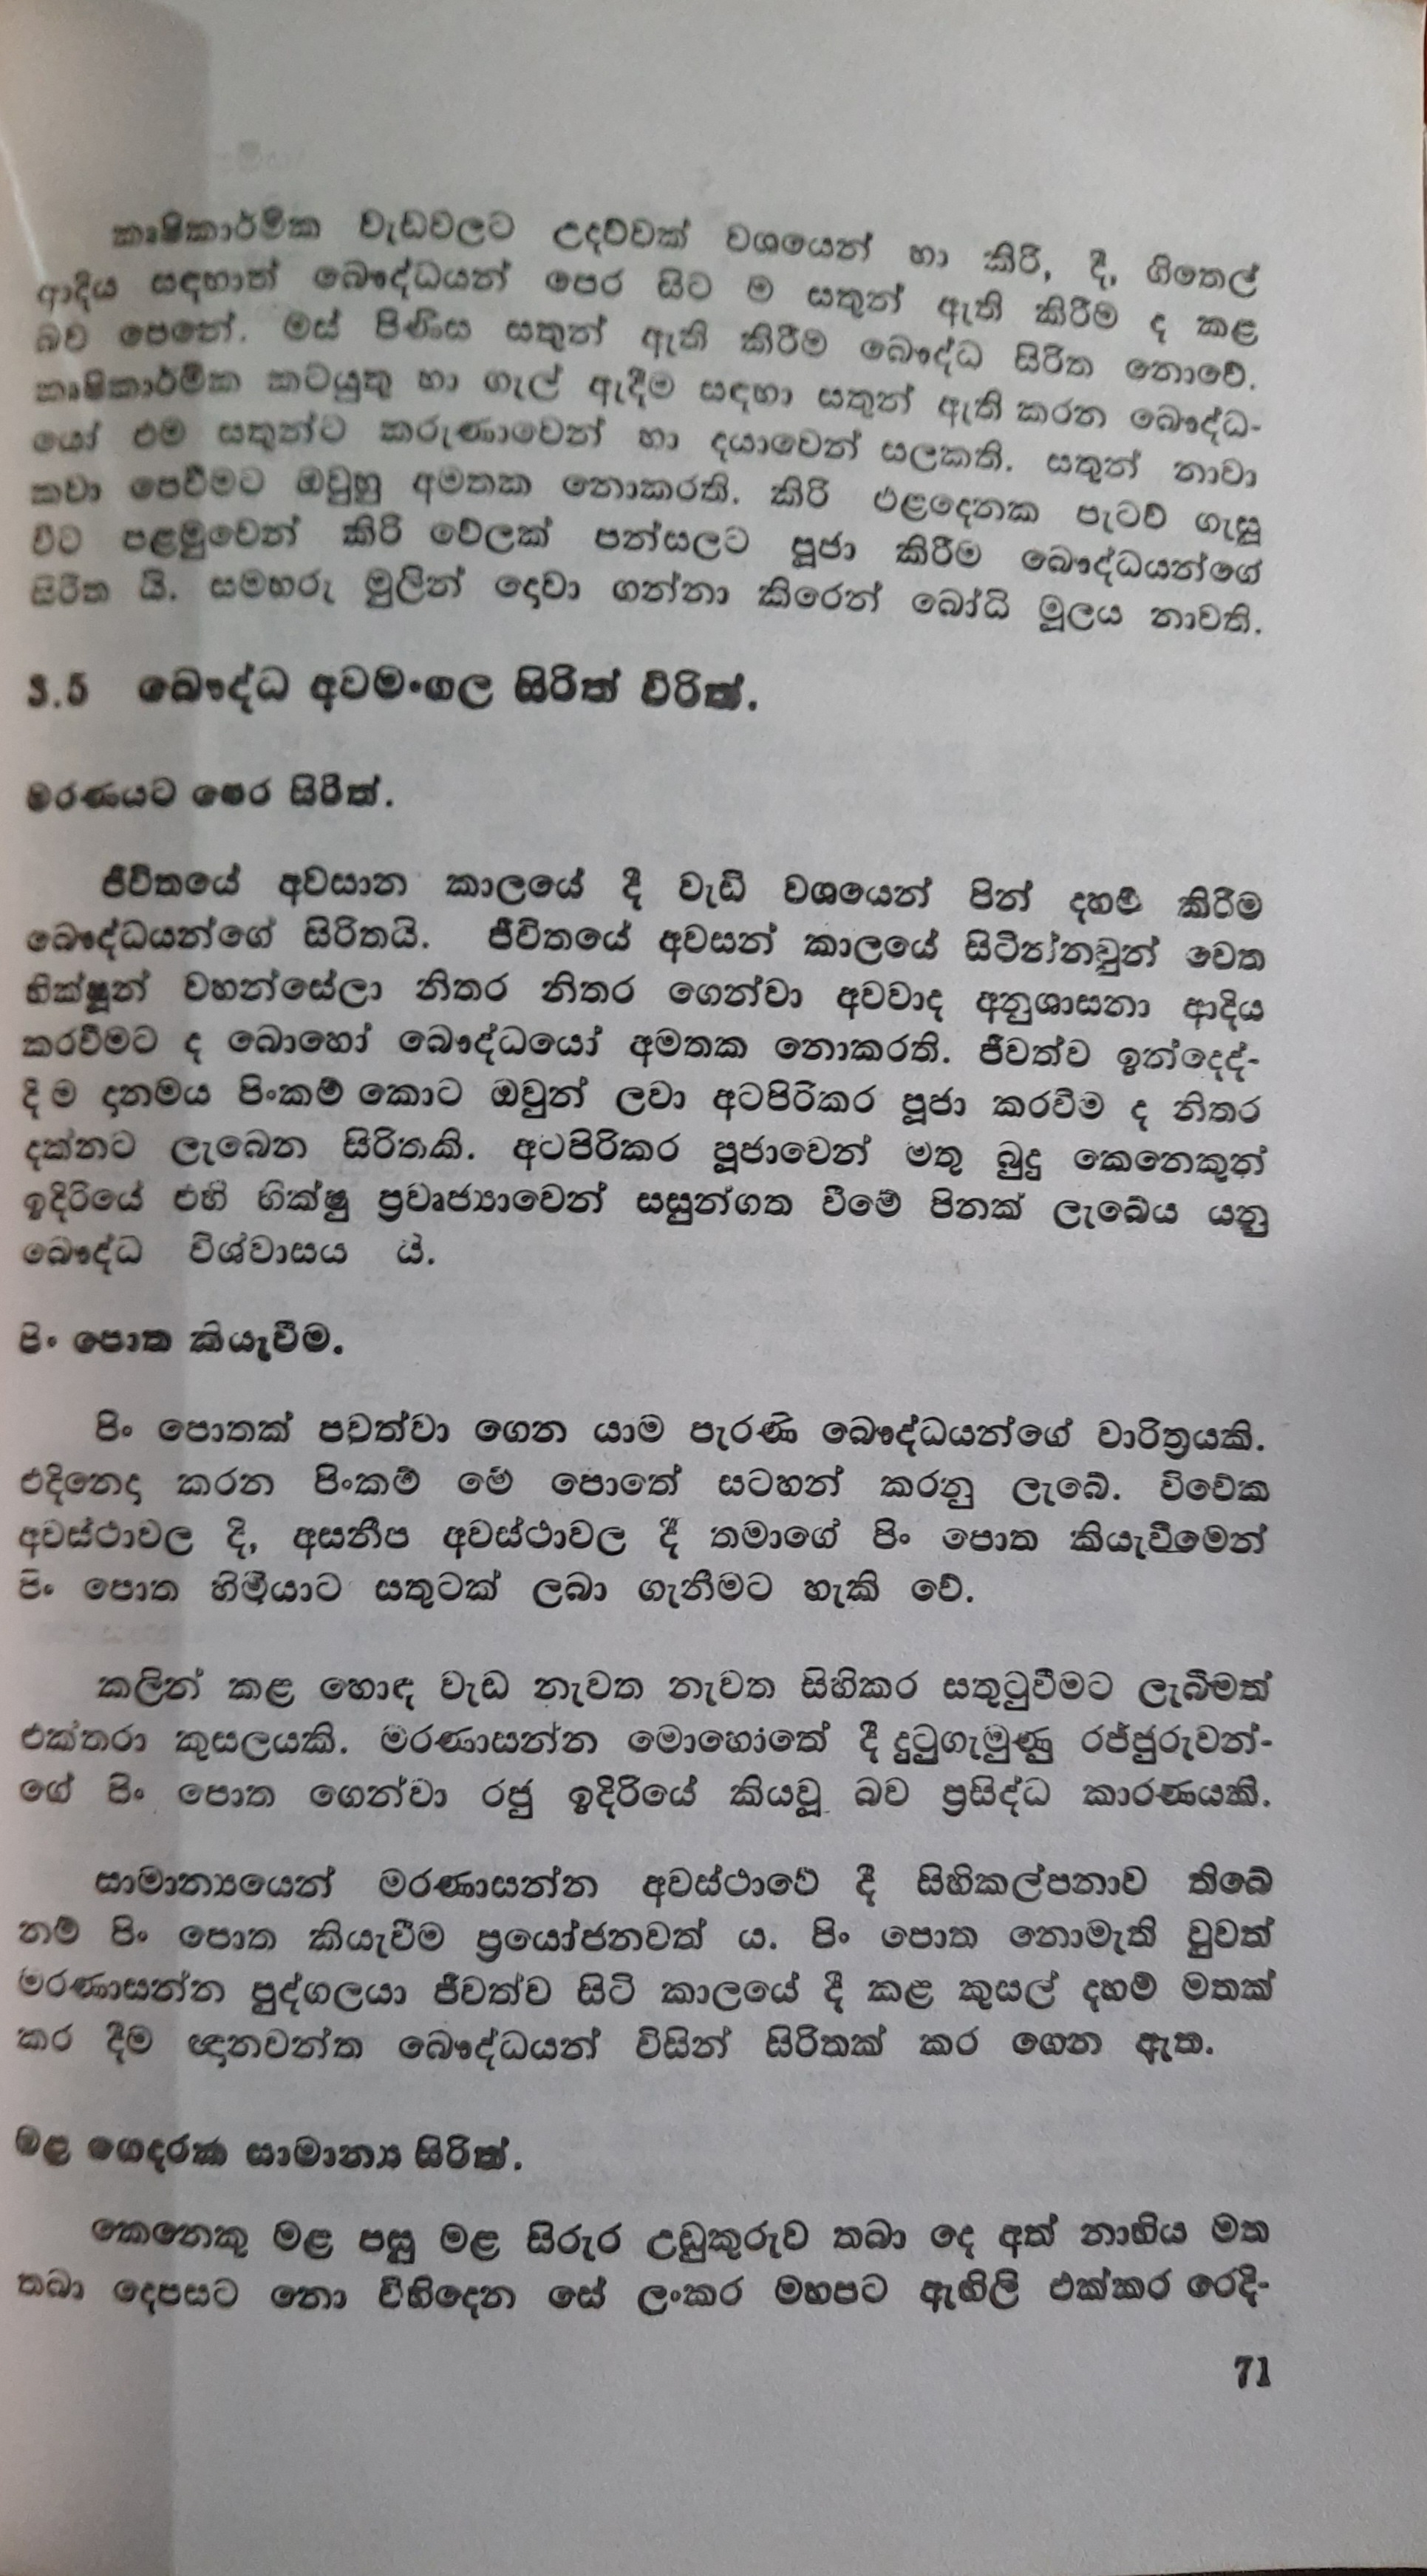 කෘෂිකාර්මික වැඩවලට උදව්වක් වශයෙන් හා කිරි, දී, ගිතෙල්
ආදිය සඳහාත් බෞද්ධයන් පෙර සිට ම සතුන් ඇති කිරීම ද කළ
බව පෙනේ. මස් පිණිස සතුන් ඇති කිරීම බෞද්ධ සිරිත නොවේ.
කෘෂිකාර්මික කටයුතු හා ගැල් ඇදීම සඳහා සතුන් ඇති කරන බෞද්ධ-
යෝ එම සතුන්ට කරුණාවෙන් හා දයාවෙන් සලකති. සතුන් නාවා
කවා පෙවීමට ඔවුහු අමතක නොකරති. කිරි එළදෙනක පැටව් ගැසූ
විට පළමුවෙන් කිරි වේලක් පන්සලට පූජා කිරීම බෞද්ධයන්ගේ
සිරිත යි. සමහරු මුලින් දොවා ගන්නා කිරෙන් බෝධි මූලය නාවති.
3.5 බෞද්ධ අවමංගල සිරිත් විරිත්.
මරණයට පෙර සිරිත්.
ජීවිතයේ අවසාන කාලයේ දී වැඩි වශයෙන් පින් දහම් කිරීම
බෞද්ධයන්ගේ සිරිතයි. ජීවිතයේ අවසන් කාලයේ සිටින්නවුන් වෙත
භික්ෂූන් වහන්සේලා නිතර නිතර ගෙන්වා අවවාද අනුශාසනා ආදිය
කරවීමට ද බොහෝ බෞද්ධයෝ අමතක නොකරති. ජීවත්ව ඉන්දෙද්-
දි ම දානමය පිංකම් කොට ඔවුන් ලවා අටපිරිකර පූජා කරවීම ද නිතර
දක්නට ලැබෙන සිරිතකි. අටපිරිකර පූජාවෙන් මතු බුදු කෙනෙකුන්
ඉදිරියේ එහි භික්ෂු ප්‍රවෘජ්‍යාවෙන් සසුන්ගත වීමේ පිනක් ලැබේය යනු
බෞද්ධ විශ්වාසය යි.
පිං පොත කියැවීම.
පිං පොතක් පවත්වා ගෙන යාම පැරණි බෞද්ධයන්ගේ චාරිත්‍රයකි.
එදිනෙදා කරන පිංකම් මේ පොතේ සටහන් කරනු ලැබේ. විවේක
අවස්ථාවල දි, අසනීප අවස්ථාවල දී තමාගේ පිං පොත කියැවීමෙන්
පිං පොත හිමියාට සතුටක් ලබා ගැනීමට හැකි වේ.
කලින් කළ හොඳ වැඩ නැවත නැවත සිහිකර සතුටුවීමට ලැබීමත්
එක්තරා කුසලයකි. මරණාසන්න මොහොතේ දී දුටුගැමුණු රජ්ජුරුවන්-
ගේ පිං පොත ගෙන්වා රජු ඉදිරියේ කියවූ බව ප්‍රසිද්ධ කාරණයකි.
සාමාන්‍යයෙන් මරණාසන්න අවස්ථාවේ දී සිහිකල්පනාව තිබේ
නම් පිං පොත කියැවීම ප්‍රයෝජනවත් ය. පිං පොත නොමැති වුවත්
මරණාසන්න පුද්ගලයා ජීවත්ව සිටි කාලයේ දී කළ කුසල් දහම් මතක්
කර දීම ඥානවන්ත බෞද්ධයන් විසින් සිරිතක් කර ගෙන ඇත.
මළ ගෙදරක සාමාන්‍ය සිරිත්.
කෙනෙකු මළ පසු මළ සිරුර උඩුකුරුව තබා දෙ අත් නාභිය මත
තබා දෙපසට නො විහිදෙන සේ ලංකර මහපට ඇඟිලි එක්කර රෙදි-
71